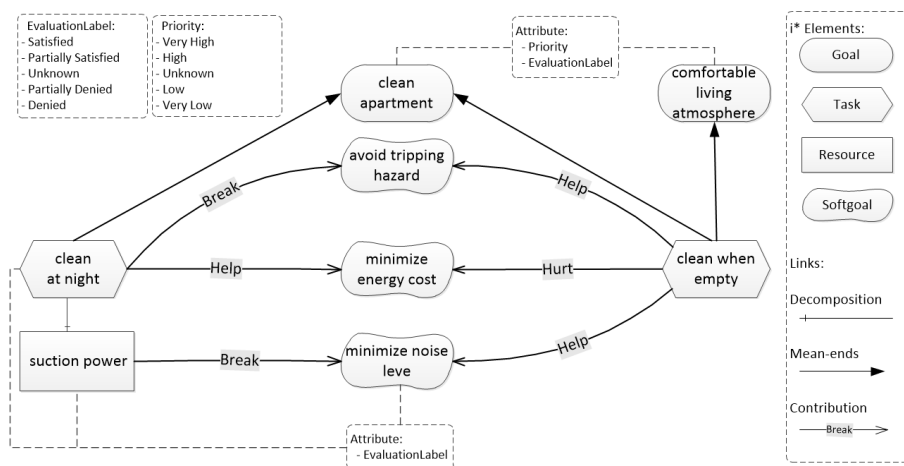 EvaluationLabel:
- Satisfied
- Partially Satisfied
- Unknown
- Partially Denied
- Denied
Priority:
- Very High
- High
- Unknown
- Low
- Very Low
Attribute:
- Priority
- EvaluationLabel
i* Elements:
Goal
Task
Resource
Softgoal
Links:
Decomposition
Mean-ends
Contribution
Break
clean
apartment
comfortable
living
atmosphere
avoid tripping
hazard
Break
Help
clean
at night
Help
minimize
energy cost
Hurt
clean when
empty
suction power
Break
minimize noise
leve
Help
Attribute:
- EvaluationLabel